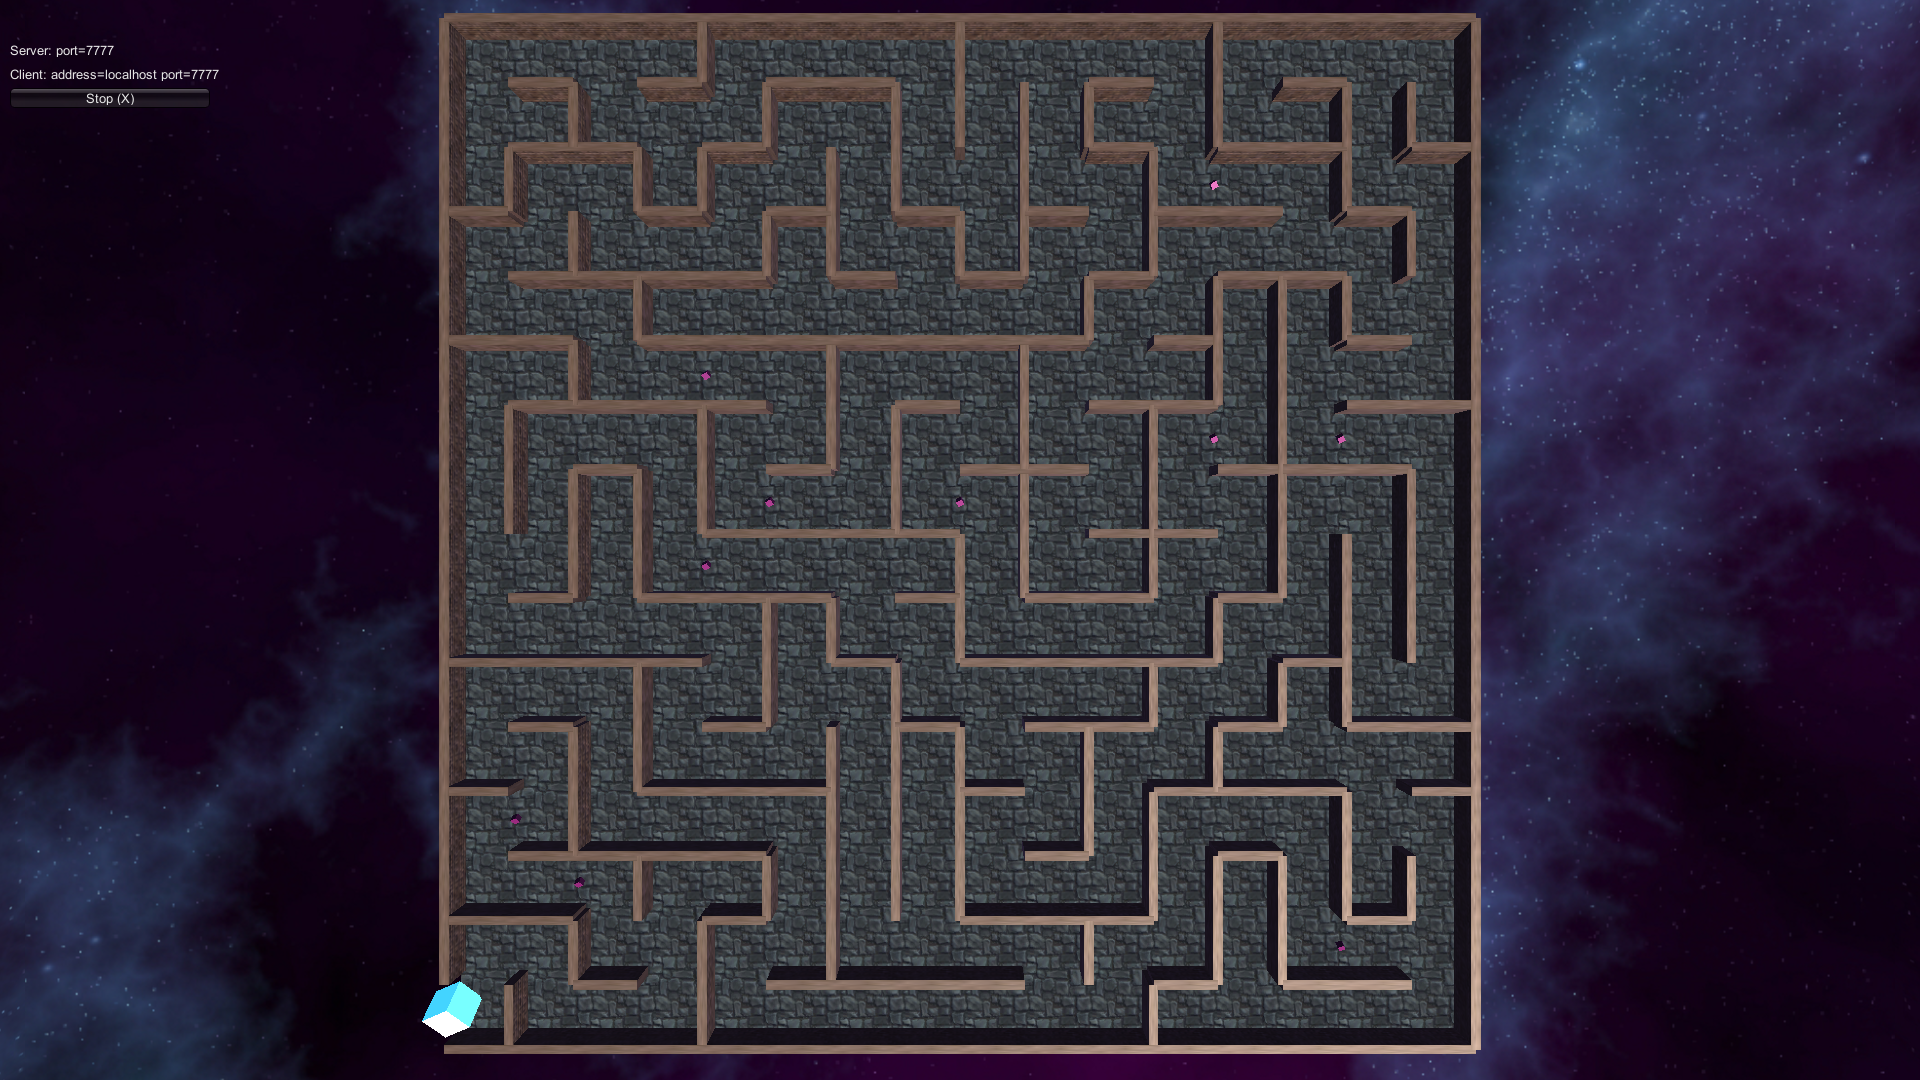 Server: port=7777
Client: address=localhost port=7777
Stop (X)